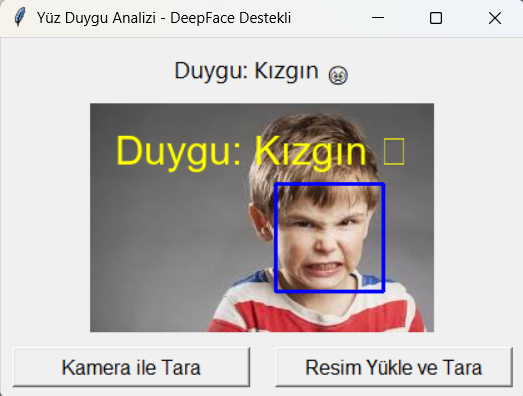 Yüz Duygu Analizi - DeepFace Destekli
Duygu: Kızgın 😠
Duygu: Kızgın □
Kamera ile Tara
Resim Yükle ve Tara